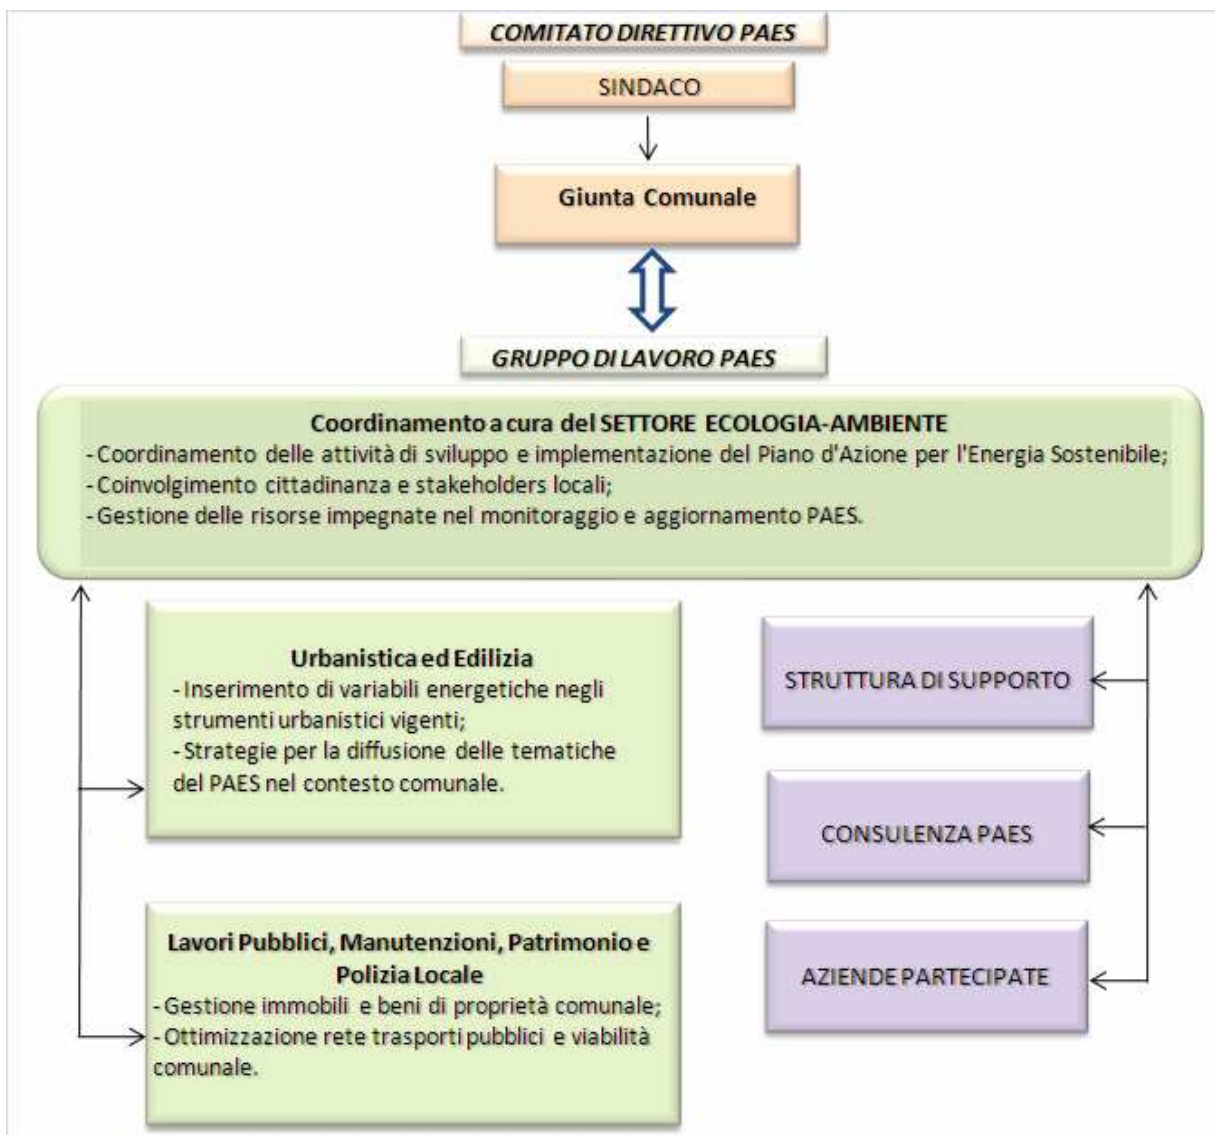 COMITATO DIRETTIVO PAES
SINDACO
Giunta Comunale
GRUPPO DI LAVORO PAES
Coordinamento a cura del SETTORE ECOLOGIA-AMBIENTE
- Coordinamento delle attività di sviluppo e implementazione del Piano d'Azione per l'Energia Sostenibile;
- Coinvolgimento cittadinanza e stakeholders locali;
- Gestione delle risorse impegnate nel monitoraggio e aggiornamento PAES.
Urbanistica ed Edilizia
- Inserimento di variabili energetiche negli
strumenti urbanistici vigenti;
- Strategie per la diffusione delle tematiche
del PAES nel contesto comunale.
Lavori Pubblici, Manutenzioni, Patrimonio e
Polizia Locale
- Gestione immobili e beni di proprietà comunale;
- Ottimizzazione rete trasporti pubblici e viabilità
comunale.
STRUTTURA DI SUPPORTO
CONSULENZA PAES
AZIENDE PARTECIPATE